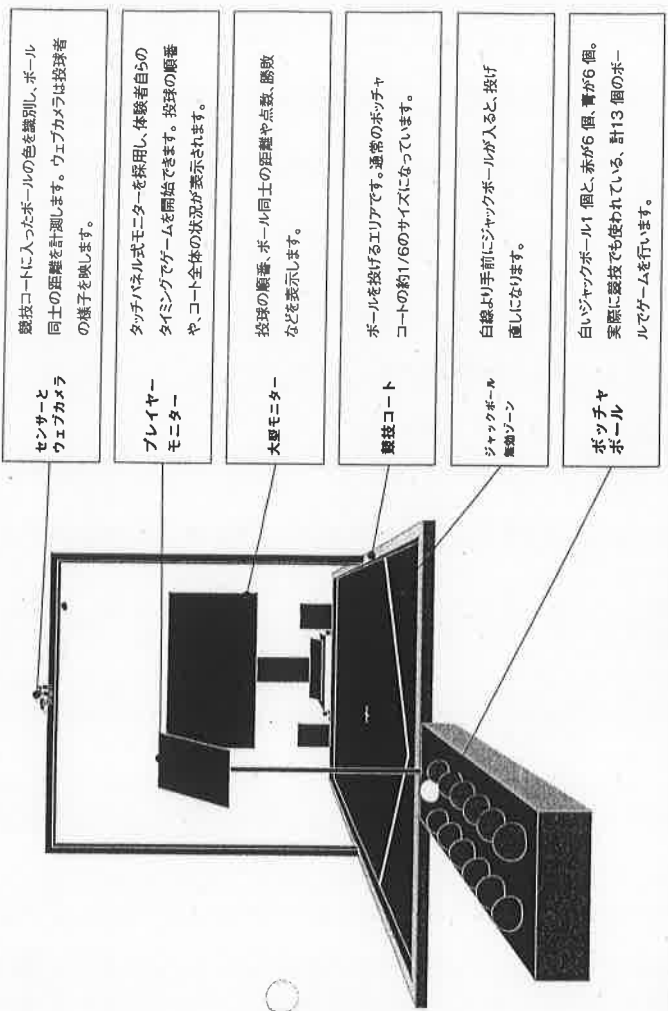 センサーと
ウェブカメラ
競技コートに入ったボールの色を識別し、ボール
同士の距離を計測します。ウェブカメラは投球者
の様子を映します。
プレイヤー
モニター
タッチパネル式モニターを採用し、体験者自らの
タイミングでゲームを開始できます。投球の順番
や、コート全体の状況が表示されます。
大型モニター
投球の順番、ボール同士の距離や点数、勝敗
などを表示します。
競技コート
ボールを投げるエリアです。通常のボッチャ
コートの約1/6のサイズになっています。
ジャックボール
無効ゾーン
白線より手前にジャックボールが入ると、投げ
直しになります。
ボッチャ
ボール
白いジャックボール1個と、赤が6個、青が6個。
実際に競技でも使われている、計13個のボー
ルでゲームを行います。